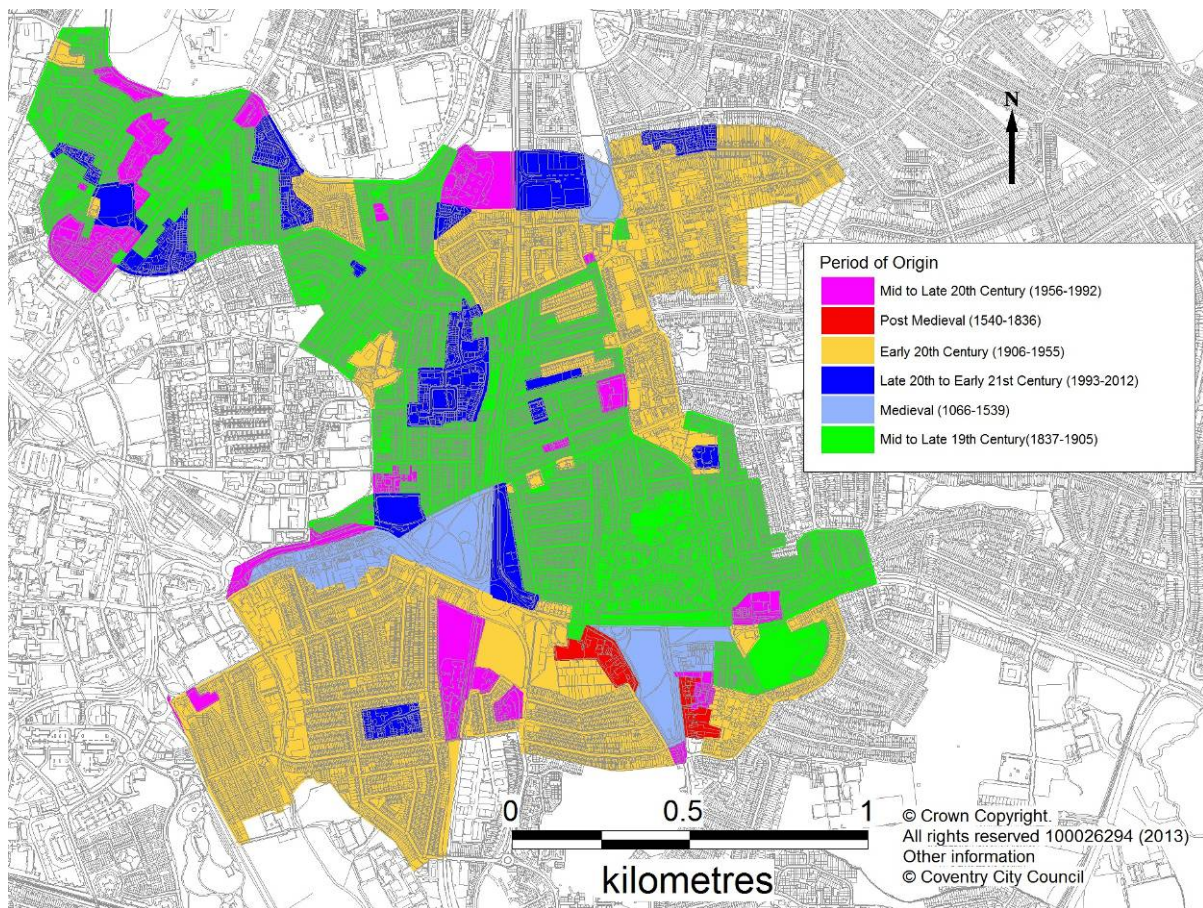 N
Period of Origin
Mid to Late 20th Century (1956-1992)
Post Medieval (1540-1836)
Early 20th Century (1906-1955)
Late 20th to Early 21st Century (1993-2012)
Medieval (1066-1539)
Mid to Late 19th Century(1837-1905)
0 0.5 1
kilometres
© Crown Copyright.
All rights reserved 100026294 (2013)
Other information
© Coventry City Council